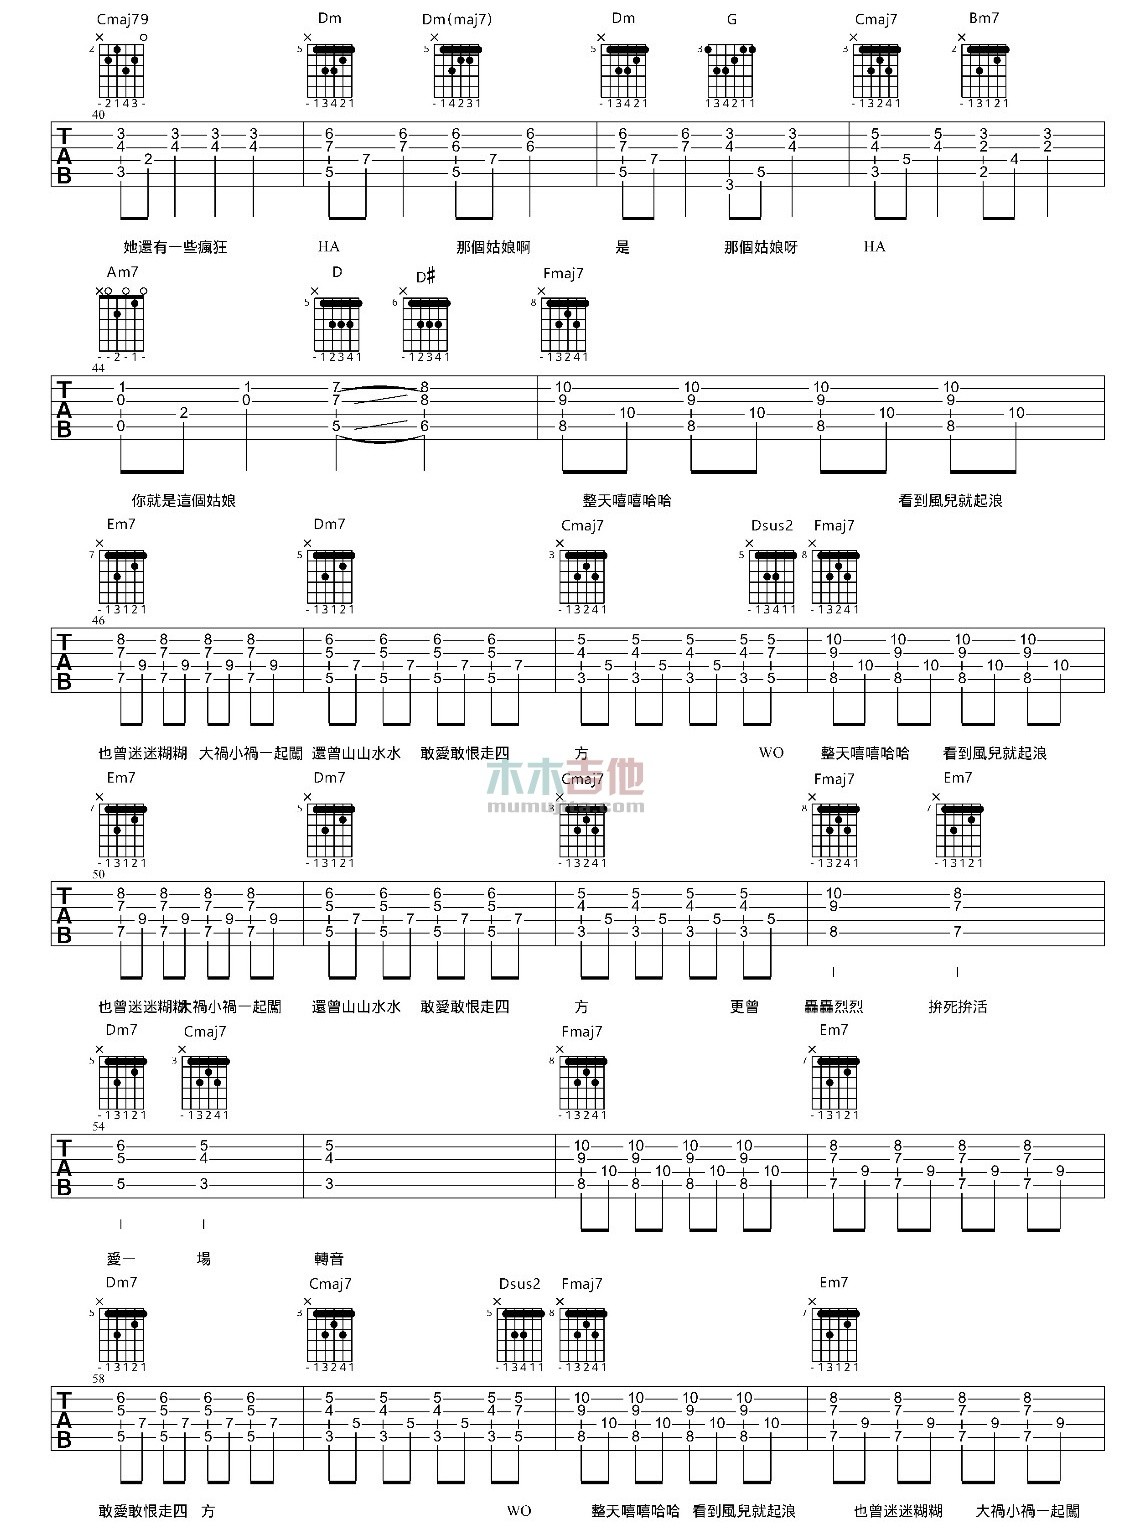 Cmaj79 Dm Dm(maj7) Dm G Cmaj7 Bm7
40
她還有一些瘋狂 HA 那個姑娘啊 是 那個姑娘呀 HA
Am7 D D# Fmaj7
44
你就是這個姑娘 整天嘻嘻哈哈 看到風兒就起浪
Em7 Dm7 Cmaj7 Dsus2 Fmaj7
46
也曾迷迷糊糊 大禍小禍一起闖 還曾山山水水 敢愛敢恨走四 方 WO 整天嘻嘻哈哈 看到風兒就起浪
木木吉他
mumujita.com
Em7 Dm7 Cmaj7 Fmaj7 Em7
50
也曾迷迷糊糊 大禍小禍一起闖 還曾山山水水 敢愛敢恨走四 方 更曾 轟轟烈烈 拚死拚活
Dm7 Cmaj7 Fmaj7 Em7
54
愛一 場 轉音
Dm7 Cmaj7 Dsus2 Fmaj7 Em7
58
敢愛敢恨走四 方 WO 整天嘻嘻哈哈 看到風兒就起浪 也曾迷迷糊糊 大禍小禍一起闖